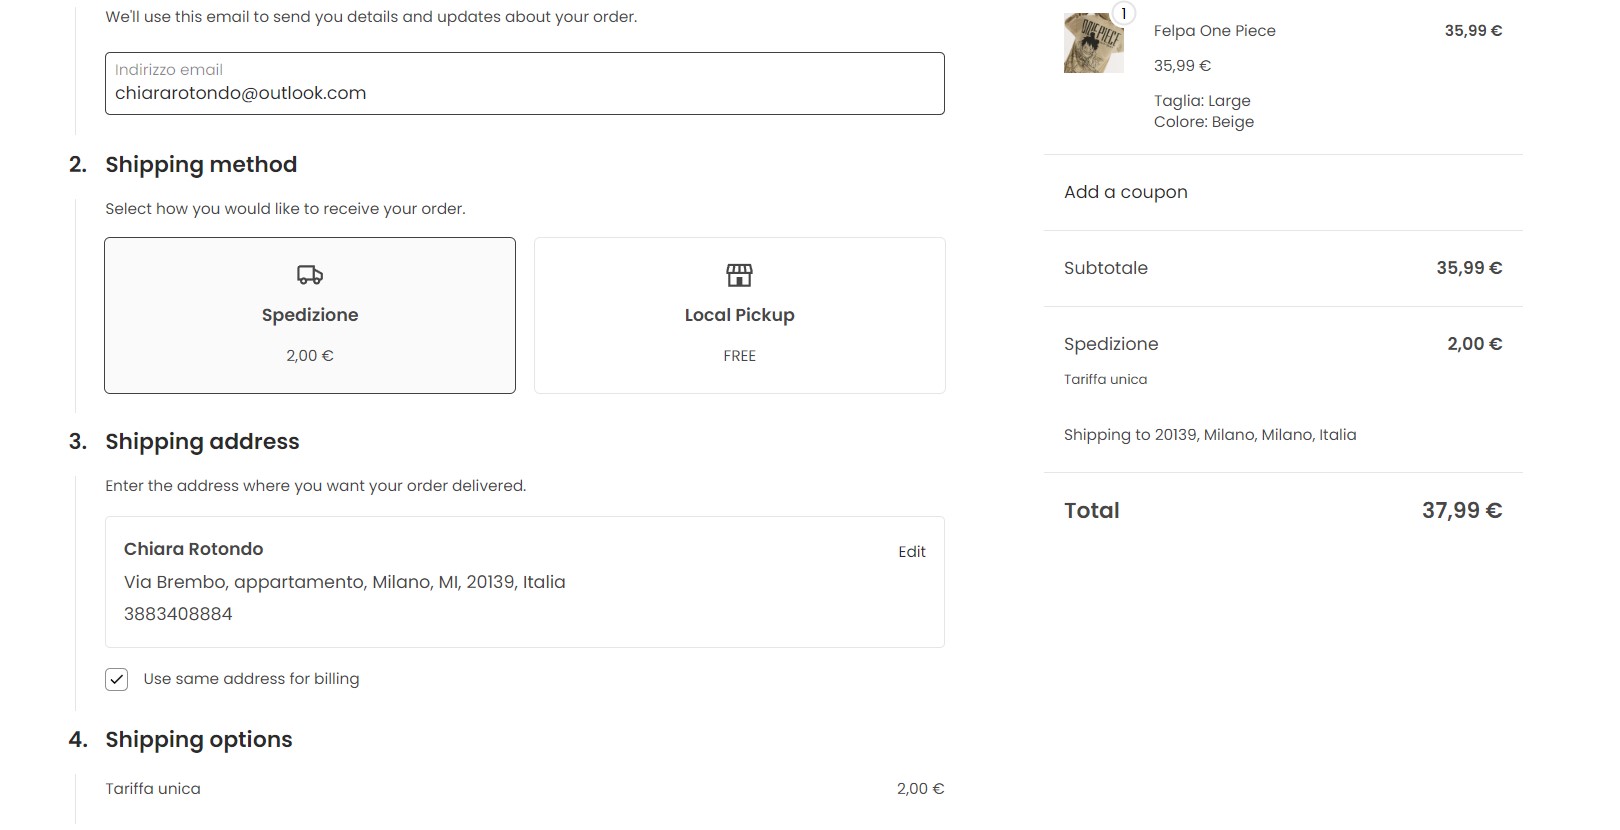 We'll use this email to send you details and updates about your order.
Indirizzo email
chiararotondo@outlook.com
2. Shipping method
Select how you would like to receive your order.
Spedizione
2,00 €
Local Pickup
FREE
3. Shipping address
Enter the address where you want your order delivered.
Chiara Rotondo
Edit
Via Brembo, appartamento, Milano, MI, 20139, Italia
3883408884
Use same address for billing
4. Shipping options
Tariffa unica 2,00 €
1
ONE PIECE
Felpa One Piece 35,99 €
35,99 €
Taglia: Large
Colore: Beige
Add a coupon
Subtotale 35,99 €
Spedizione 2,00 €
Tariffa unica
Shipping to 20139, Milano, Milano, Italia
Total 37,99 €